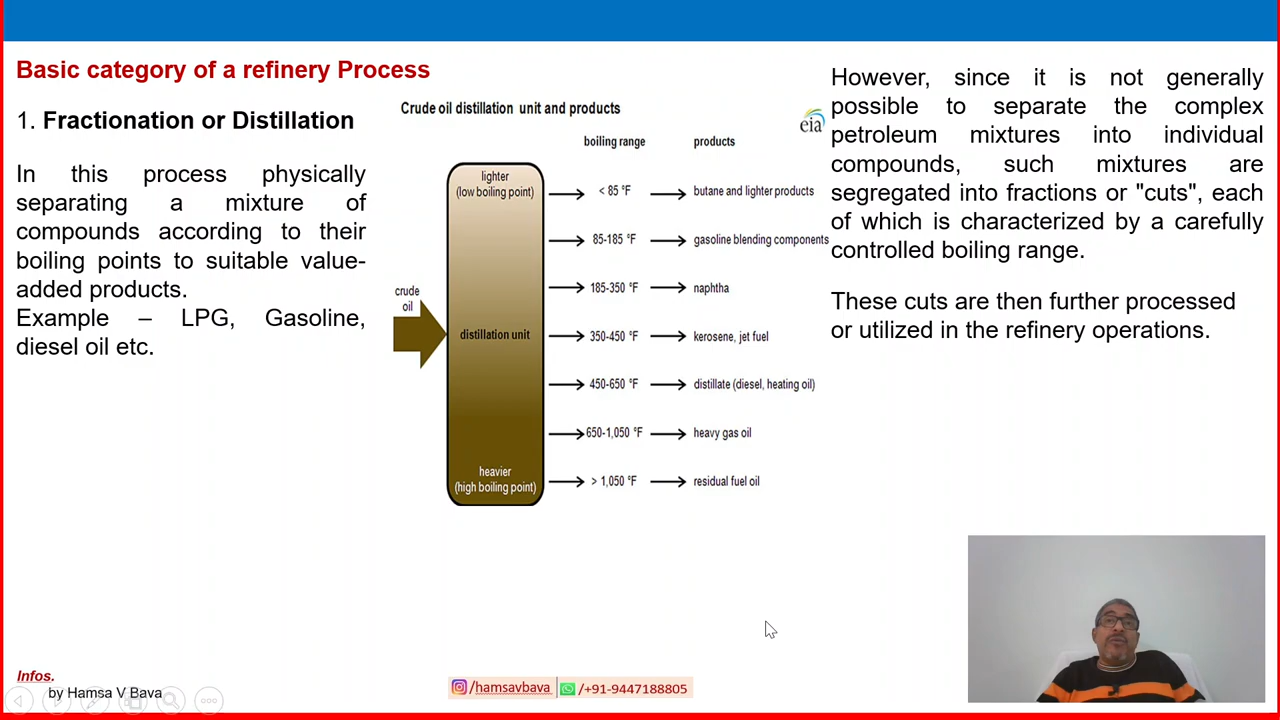 Basic category of a refinery Process
1. Fractionation or Distillation
In this process physically
separating a mixture of
compounds according to their
boiling points to suitable value-
added products.
Example – LPG, Gasoline,
diesel oil etc.
Crude oil distillation unit and products
eia
boiling range products
lighter
(low boiling point)
< 85 °F butane and lighter products
85-185 °F gasoline blending components
185-350 °F naphtha
crude
oil
distillation unit
350-450 °F kerosene, jet fuel
450-650 °F distillate (diesel, heating oil)
650-1,050 °F heavy gas oil
heavier
(high boiling point)
> 1,050 °F residual fuel oil
However, since it is not generally
possible to separate the complex
petroleum mixtures into individual
compounds, such mixtures are
segregated into fractions or "cuts", each
of which is characterized by a carefully
controlled boiling range.
These cuts are then further processed
or utilized in the refinery operations.
Infos.
by Hamsa V Bava
/hamsavbava /+91-9447188805